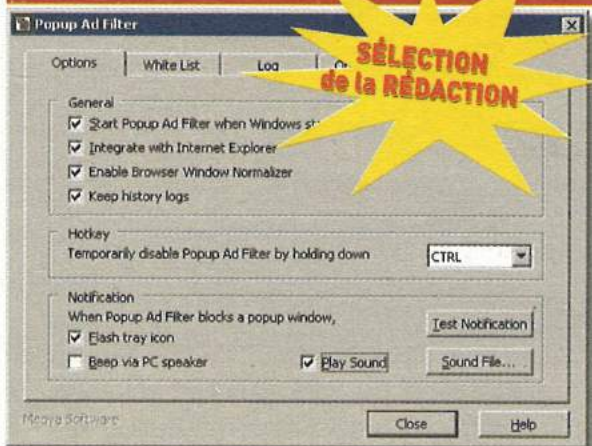 Popup Ad Filter
SÉLECTION
de la RÉDACTION
Options White List Log
General
Start Popup Ad Filter when Windows
Integrate with Internet Explorer
Enable Browser Window Normalizer
Keep history logs
Hotkey
Temporarily disable Popup Ad Filter by holding down CTRL
Notification
When Popup Ad Filter blocks a popup window,
Test Notification
Flash tray icon
Beep via PC speaker Play Sound Sound File...
Meaya Software
Close Help